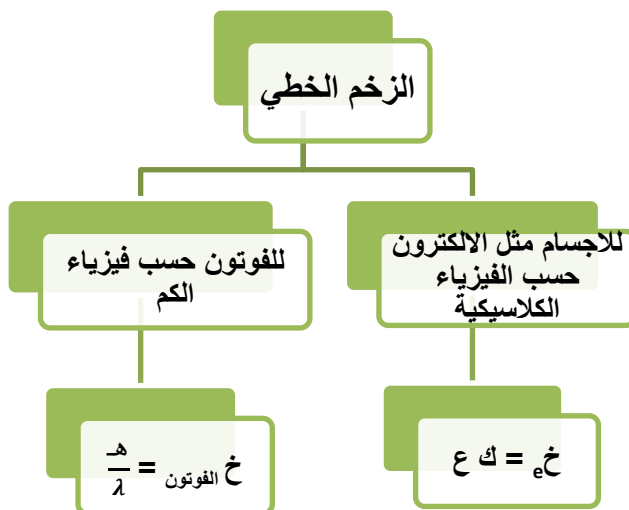 الزخم الخطي
للاجسام مثل الالكترون
حسب الفيزياء
الكلاسيكية
خe = ك ع
للفوتون حسب فيزياء
الكم
خ الفوتون = هـ/λ